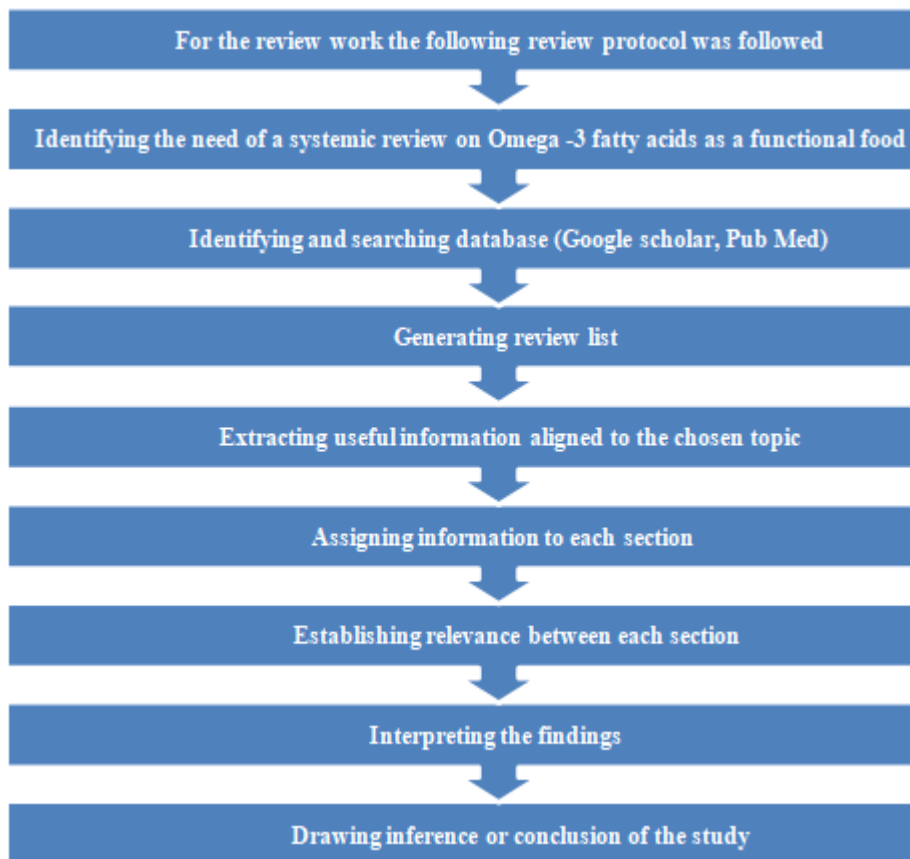 For the review work the following review protocol was followed
Identifying the need of a systemic review on Omega -3 fatty acids as a functional food
Identifying and searching database (Google scholar, Pub Med)
Generating review list
Extracting useful information aligned to the chosen topic
Assigning information to each section
Establishing relevance between each section
Interpreting the findings
Drawing inference or conclusion of the study